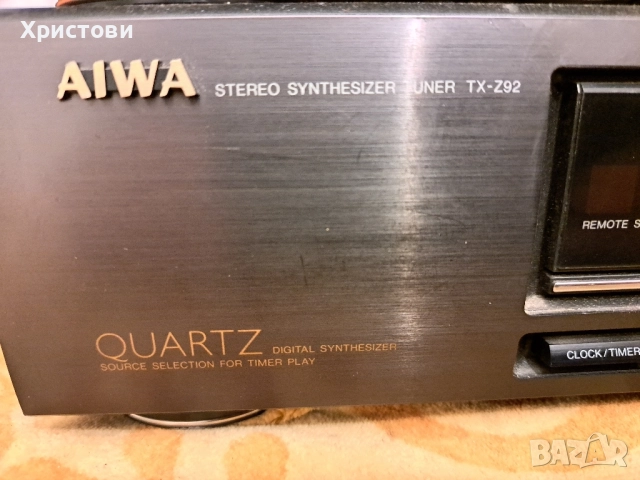 Христови
AIWA STEREO SYNTHESIZER TUNER TX-Z92
REMOTE S
QUARTZ DIGITAL SYNTHESIZER
SOURCE SELECTION FOR TIMER PLAY
CLOCK/TIMER
BAZAR